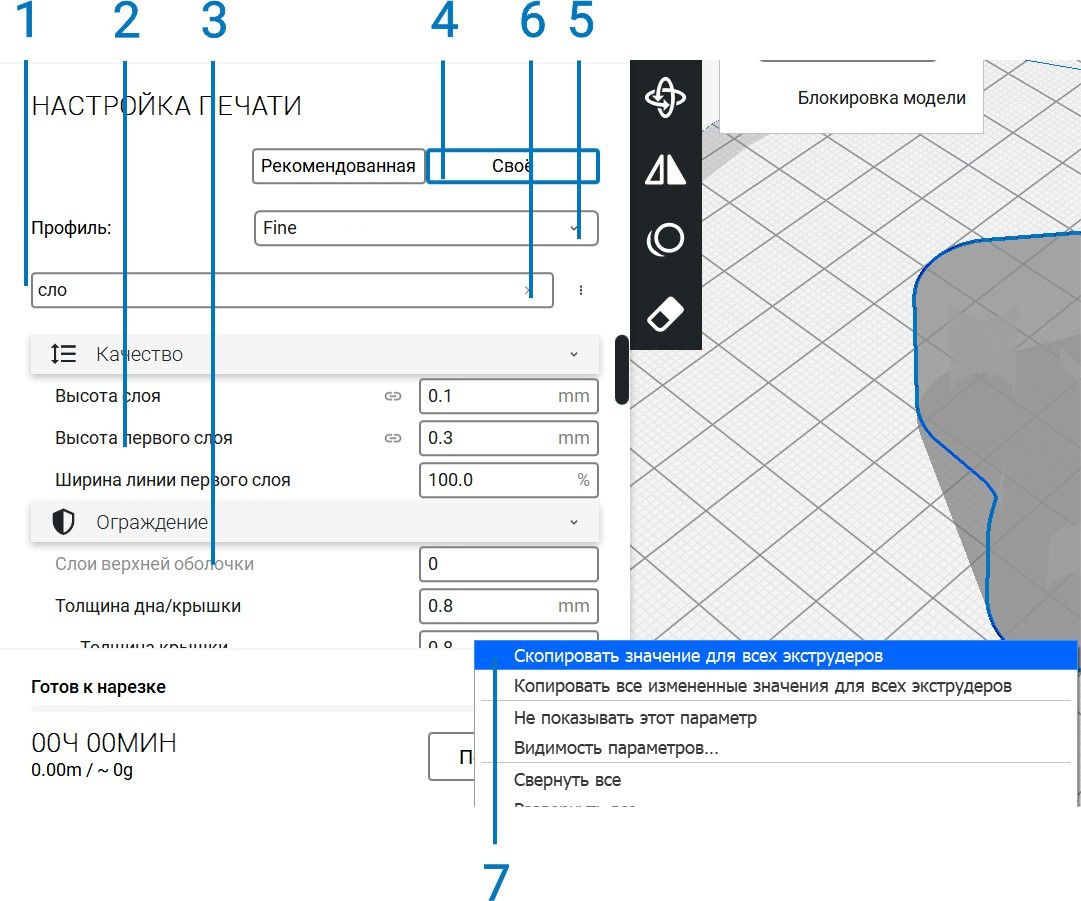 1 2 3 4 6 5
НАСТРОЙКА ПЕЧАТИ
Блокировка модели
Рекомендованная Своё
Профиль: Fine
сло
Качество
Высота слоя 0.1 mm
Высота первого слоя 0.3 mm
Ширина линии первого слоя 100.0 %
Ограждение
Слои верхней оболочки 0
Толщина дна/крышки 0.8 mm
Толщина крышки 0.8
Скопировать значение для всех экструдеров
Готов к нарезке
Копировать все измененные значения для всех экструдеров
Не показывать этот параметр
00Ч 00МИН
Видимость параметров...
0.00m / ~ 0g
Свернуть все
7